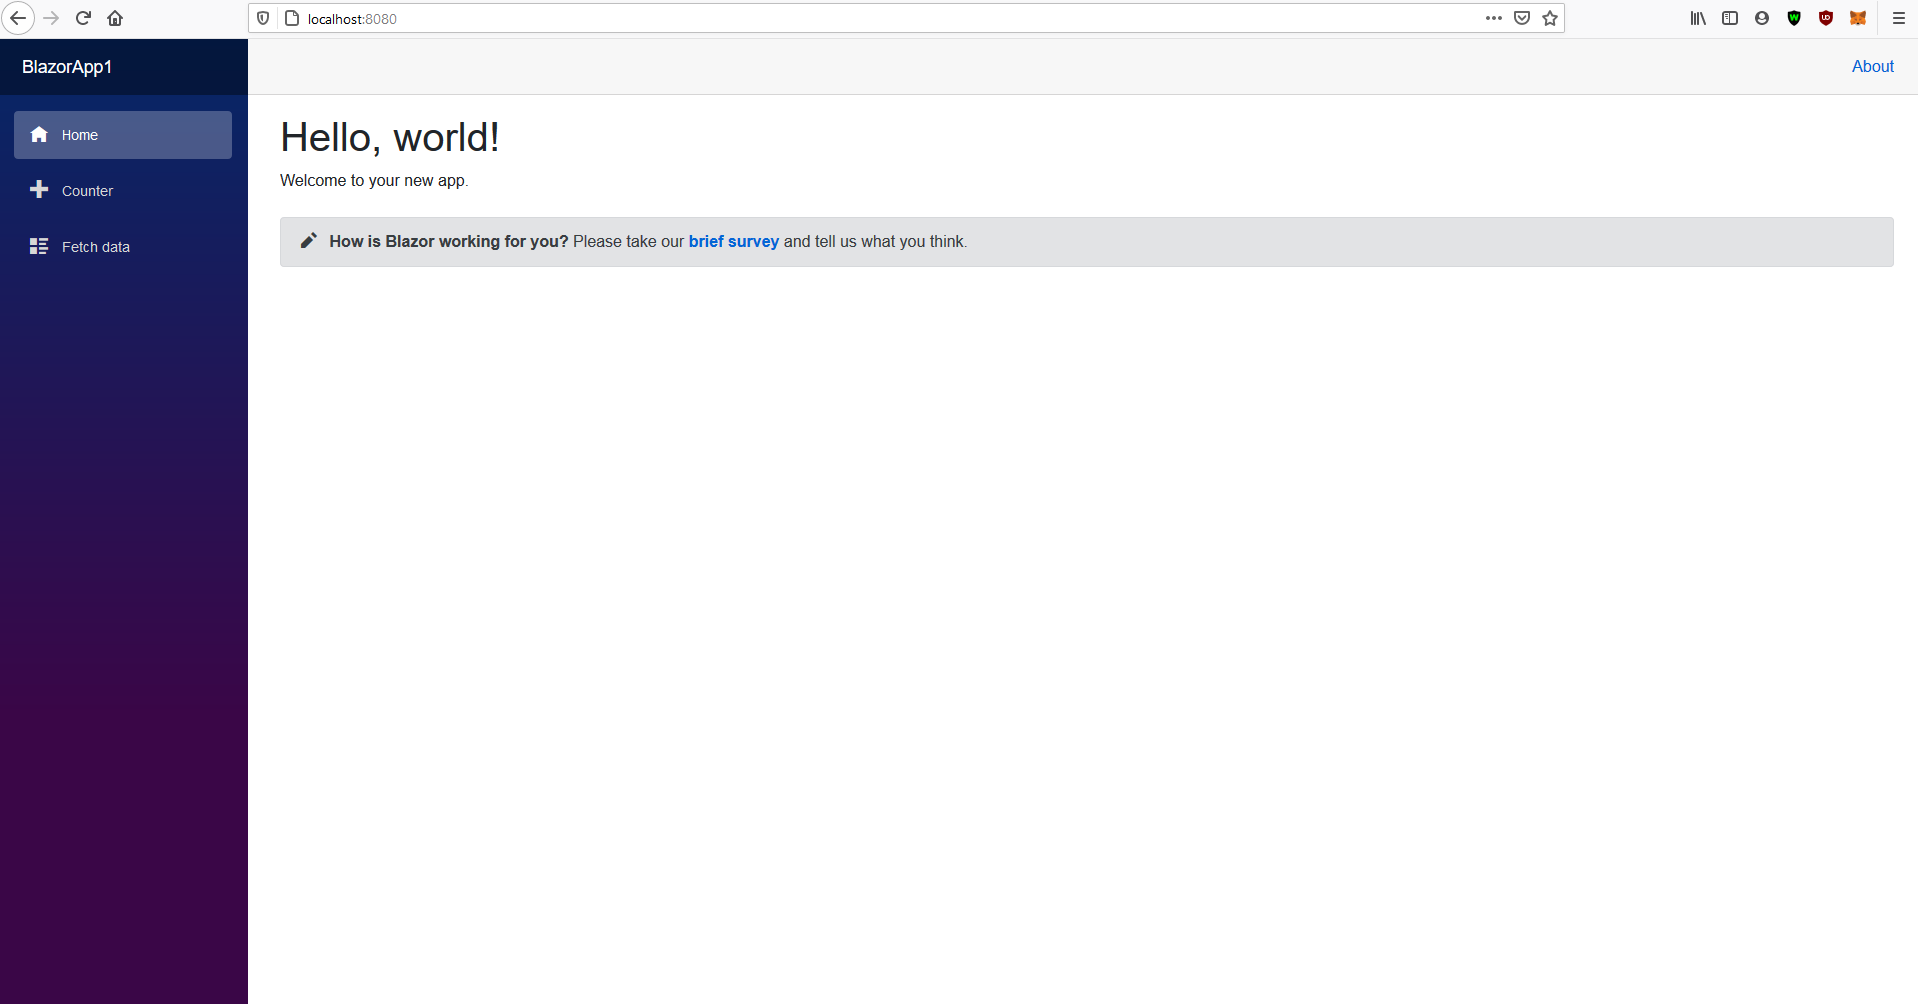 localhost:8080
BlazorApp1
About
Home
Counter
Fetch data
Hello, world!
Welcome to your new app.
How is Blazor working for you? Please take our brief survey and tell us what you think.